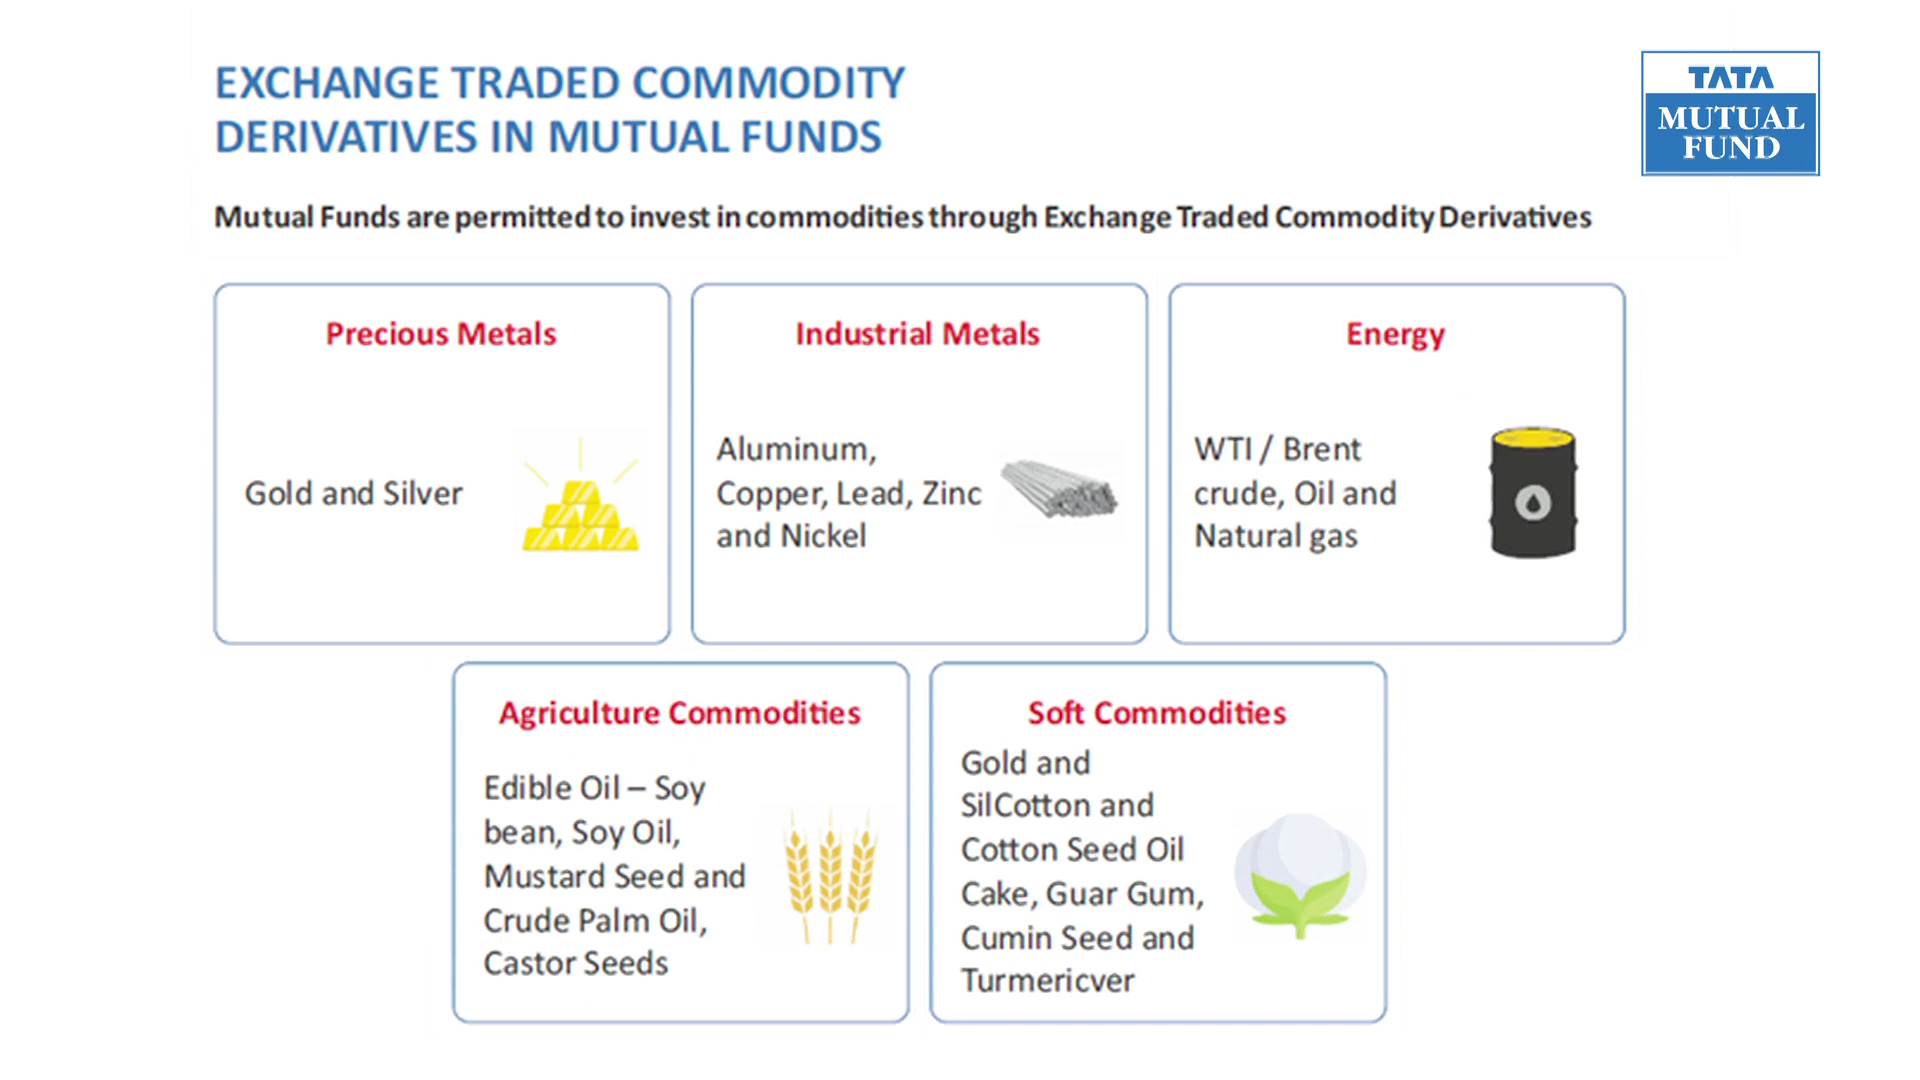 EXCHANGE TRADED COMMODITY
DERIVATIVES IN MUTUAL FUNDS
TATA
MUTUAL
FUND
Mutual Funds are permitted to invest in commodities through Exchange Traded Commodity Derivatives
Precious Metals
Gold and Silver
Industrial Metals
Aluminum,
Copper, Lead, Zinc
and Nickel
Energy
WTI / Brent
crude, Oil and
Natural gas
Agriculture Commodities
Edible Oil – Soy
bean, Soy Oil,
Mustard Seed and
Crude Palm Oil,
Castor Seeds
Soft Commodities
Gold and
SilCotton and
Cotton Seed Oil
Cake, Guar Gum,
Cumin Seed and
Turmericver